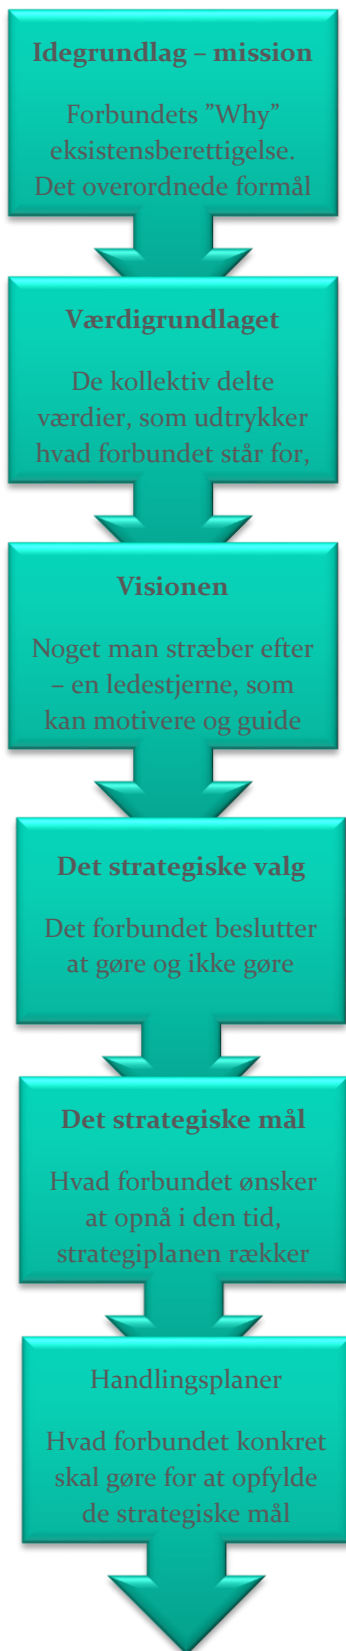 Idegrundlag – mission
Forbundets ”Why”
eksistensberettigelse.
Det overordnede formål
Værdigrundlaget
De kollektiv delte
værdier, som udtrykker
hvad forbundet står for,
Visionen
Noget man stræber efter
– en ledestjerne, som
kan motivere og guide
Det strategiske valg
Det forbundet beslutter
at gøre og ikke gøre
Det strategiske mål
Hvad forbundet ønsker
at opnå i den tid,
strategiplanen rækker
Handlingsplaner
Hvad forbundet konkret
skal gøre for at opfylde
de strategiske mål